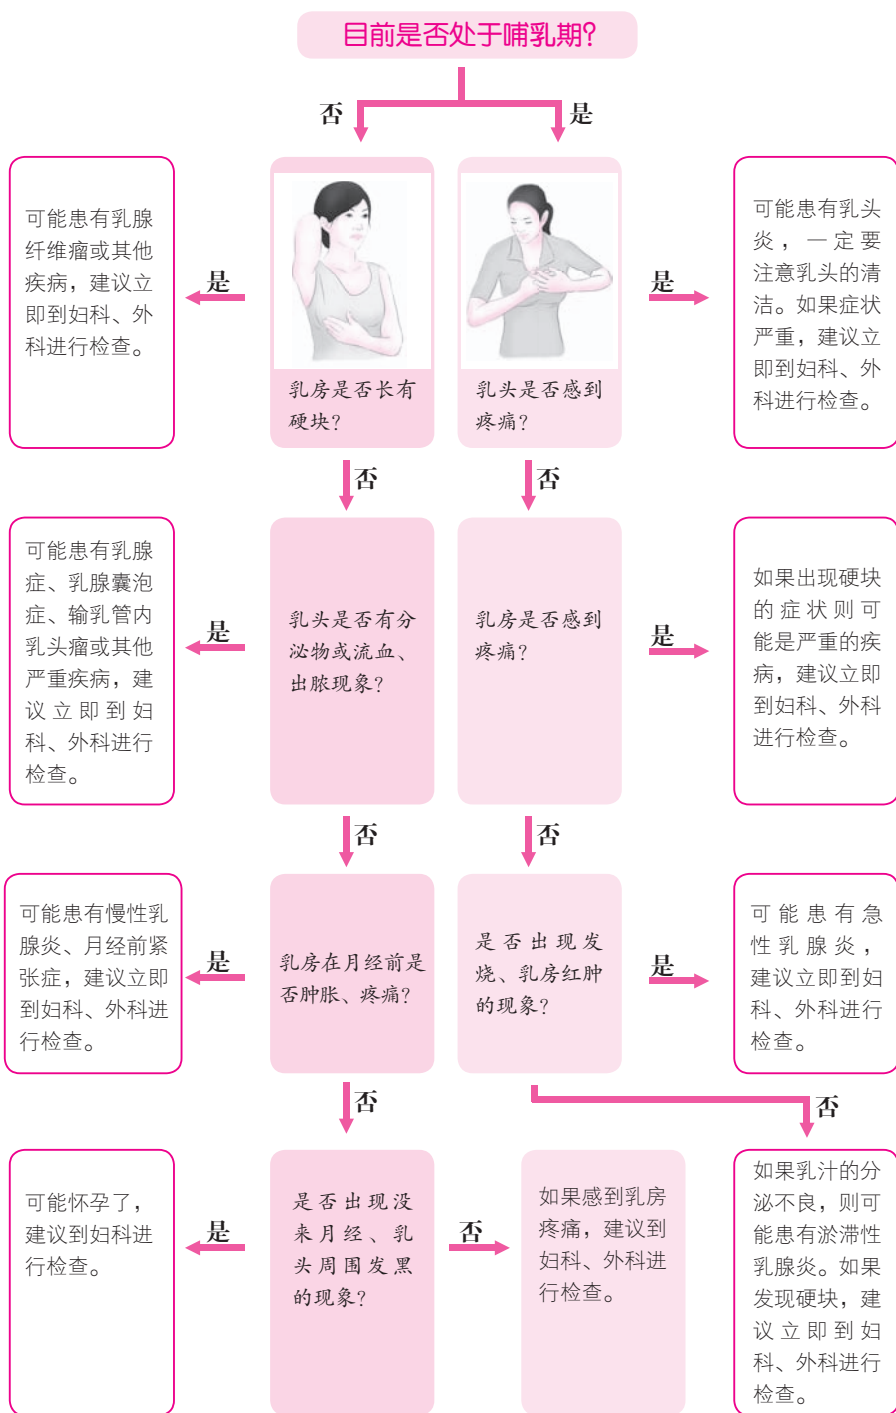 目前是否处于哺乳期?
否
是
可能患有乳腺
纤维瘤或其他
疾病，建议立
即到妇科、外
科进行检查。
是
乳房是否长有
硬块?
乳头是否感到
疼痛?
是
可能患有乳头
炎，一定要
注意乳头的清
洁。如果症状
严重，建议立
即到妇科、外
科进行检查。
否
否
可能患有乳腺
症、乳腺囊泡
症、输乳管内
乳头瘤或其他
严重疾病，建
议立即到妇
科、外科进行
检查。
是
乳头是否有分
泌物或流血、
出脓现象?
乳房是否感到
疼痛?
是
如果出现硬块
的症状则可
能是严重的疾
病，建议立即
到妇科、外科
进行检查。
否
否
可能患有慢性乳
腺炎、月经前紧
张症，建议立即
到妇科、外科进
行检查。
是
乳房在月经前是
否肿胀、疼痛?
是否出现发
烧、乳房红肿
的现象?
是
可能患有急
性乳腺炎，
建议立即到妇
科、外科进行
检查。
否
否
可能怀孕了，
建议到妇科进
行检查。
是
是否出现没
来月经、乳
头周围发黑
的现象?
否
如果感到乳房
疼痛，建议到
妇科、外科进
行检查。
如果乳汁的分
泌不良，则可
能患有淤滞性
乳腺炎。如果
发现硬块，建
议立即到妇
科、外科进行
检查。